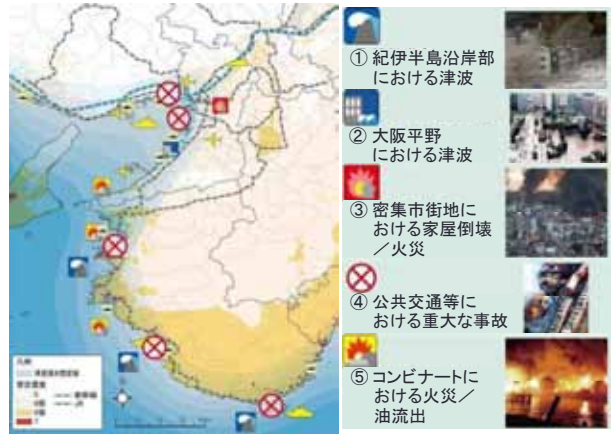 ① 紀伊半島沿岸部
における津波
② 大阪平野
における津波
③ 密集市街地に
おける家屋倒壊
／火災
④ 公共交通等に
おける重大な事故
⑤ コンビナートに
おける火災／
油流出
凡例